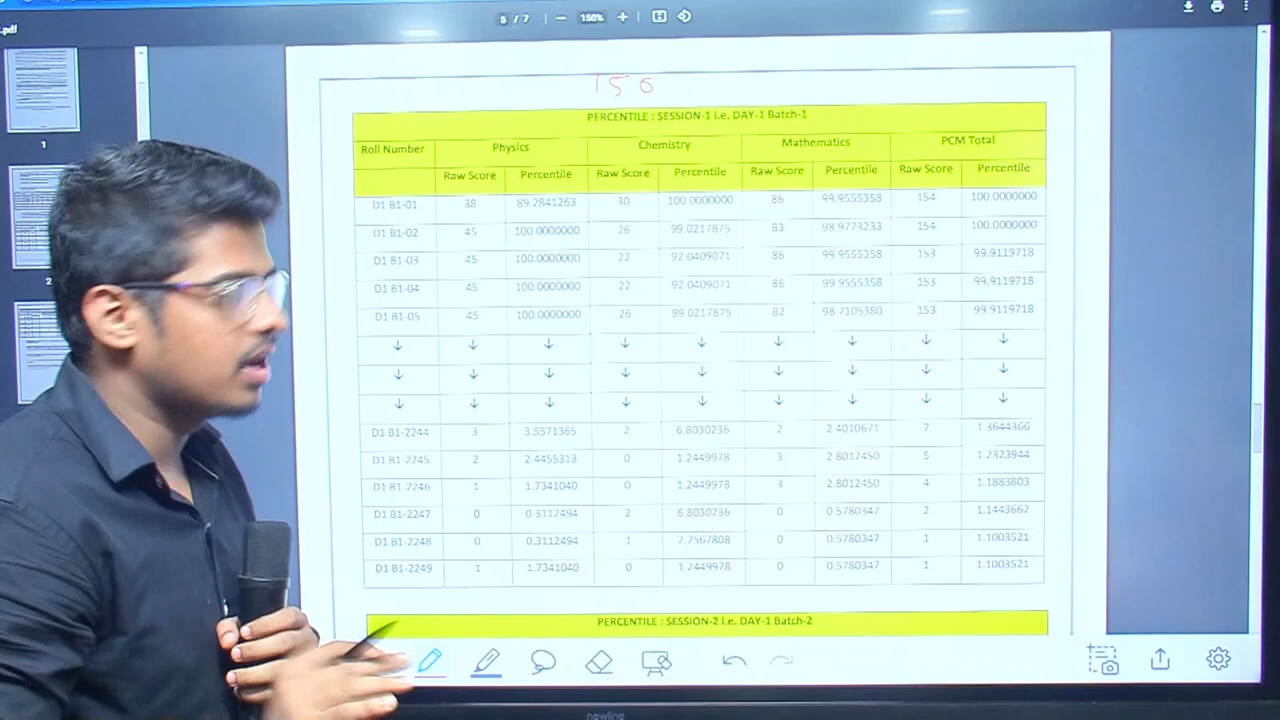 .pdf
5 / 7 | — 150% +
1
2
150
PERCENTILE : SESSION-1 i.e. DAY-1 Batch-1
Roll Number Physics Chemistry Mathematics PCM Total
Raw Score Percentile Raw Score Percentile Raw Score Percentile Raw Score Percentile
D1 B1-01 38 89.2841263 30 100.0000000 86 99.9555358 154 100.0000000
D1 B1-02 45 100.0000000 26 99.0217875 83 98.9773233 154 100.0000000
D1 B1-03 45 100.0000000 22 92.0409071 86 99.9555358 153 99.9119718
D1 B1-04 45 100.0000000 22 92.0409071 86 99.9555358 153 99.9119718
D1 B1-05 45 100.0000000 26 99.0217875 82 98.7105380 153 99.9119718
↓ ↓ ↓ ↓ ↓ ↓ ↓ ↓ ↓
↓ ↓ ↓ ↓ ↓ ↓ ↓ ↓ ↓
↓ ↓ ↓ ↓ ↓ ↓ ↓ ↓ ↓
D1 B1-2244 3 3.5571365 2 6.8030236 2 2.4010671 7 1.3644366
D1 B1-2245 2 2.4455313 0 1.2449978 3 2.8012450 5 1.2323944
D1 B1-2246 1 1.7341040 0 1.2449978 3 2.8012450 4 1.1883803
D1 B1-2247 0 0.3112494 2 6.8030236 0 0.5780347 2 1.1443662
D1 B1-2248 0 0.3112494 1 2.7567808 0 0.5780347 1 1.1003521
D1 B1-2249 1 1.7341040 0 1.2449978 0 0.5780347 1 1.1003521
PERCENTILE : SESSION-2 i.e. DAY-1 Batch-2
newline